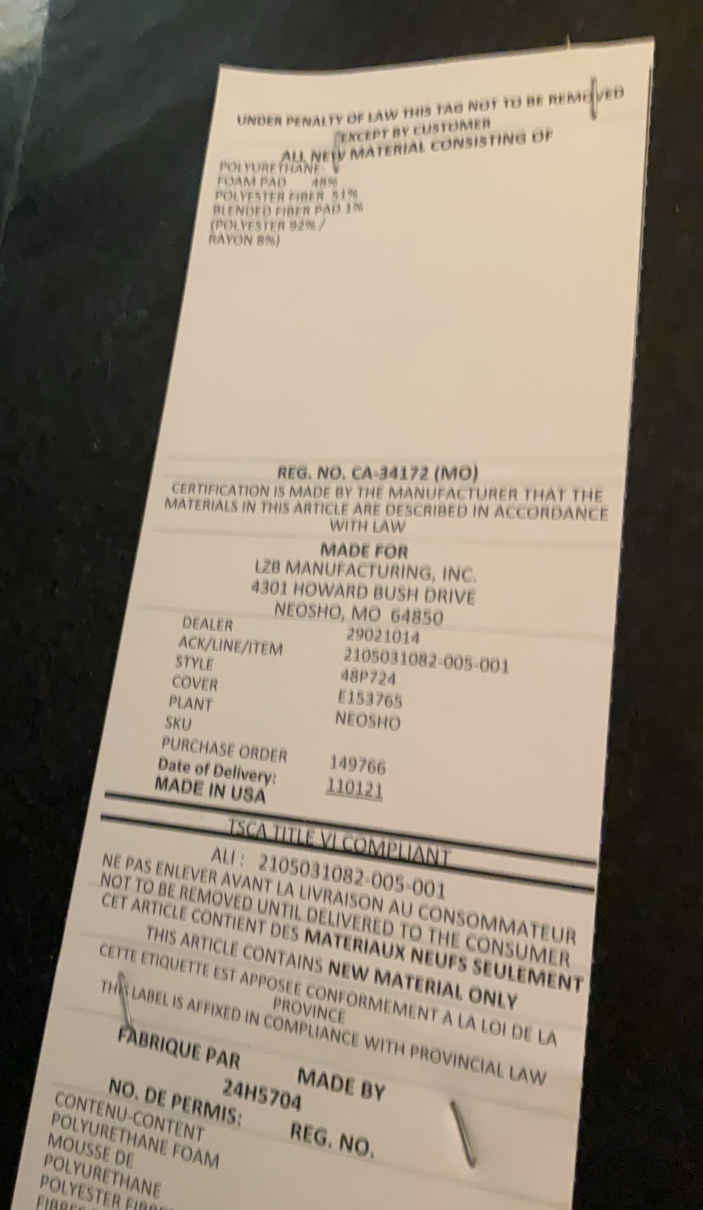 UNDER PENALTY OF LAW THIS TAG NOT TO BE REMOVED
EXCEPT BY CUSTOMER
ALL NEW MATERIAL CONSISTING OF
POLYURETHANE
FOAM PAD 48%
POLYESTER FIBER 51%
BLENDED FIBER PAD 1%
(POLYESTER 92% /
RAYON 8%)
REG. NO. CA-34172 (MO)
CERTIFICATION IS MADE BY THE MANUFACTURER THAT THE
MATERIALS IN THIS ARTICLE ARE DESCRIBED IN ACCORDANCE
WITH LAW
MADE FOR
LZB MANUFACTURING, INC.
4301 HOWARD BUSH DRIVE
NEOSHO, MO 64850
DEALER 29021014
ACK/LINE/ITEM 2105031082-005-001
STYLE 48P724
COVER E153765
PLANT NEOSHO
SKU
PURCHASE ORDER 149766
Date of Delivery: 110121
MADE IN USA
TSCA TITLE VI COMPLIANT
ALI : 2105031082-005-001
NE PAS ENLEVER AVANT LA LIVRAISON AU CONSOMMATEUR
NOT TO BE REMOVED UNTIL DELIVERED TO THE CONSUMER
CET ARTICLE CONTIENT DES MATERIAUX NEUFS SEULEMENT
THIS ARTICLE CONTAINS NEW MATERIAL ONLY
CETTE ETIQUETTE EST APPOSEE CONFORMEMENT A LA LOI DE LA
PROVINCE
THIS LABEL IS AFFIXED IN COMPLIANCE WITH PROVINCIAL LAW
FABRIQUE PAR MADE BY
24H5704
NO. DE PERMIS: REG. NO.
CONTENU-CONTENT
POLYURETHANE FOAM
MOUSSE DE
POLYURETHANE
POLYESTER